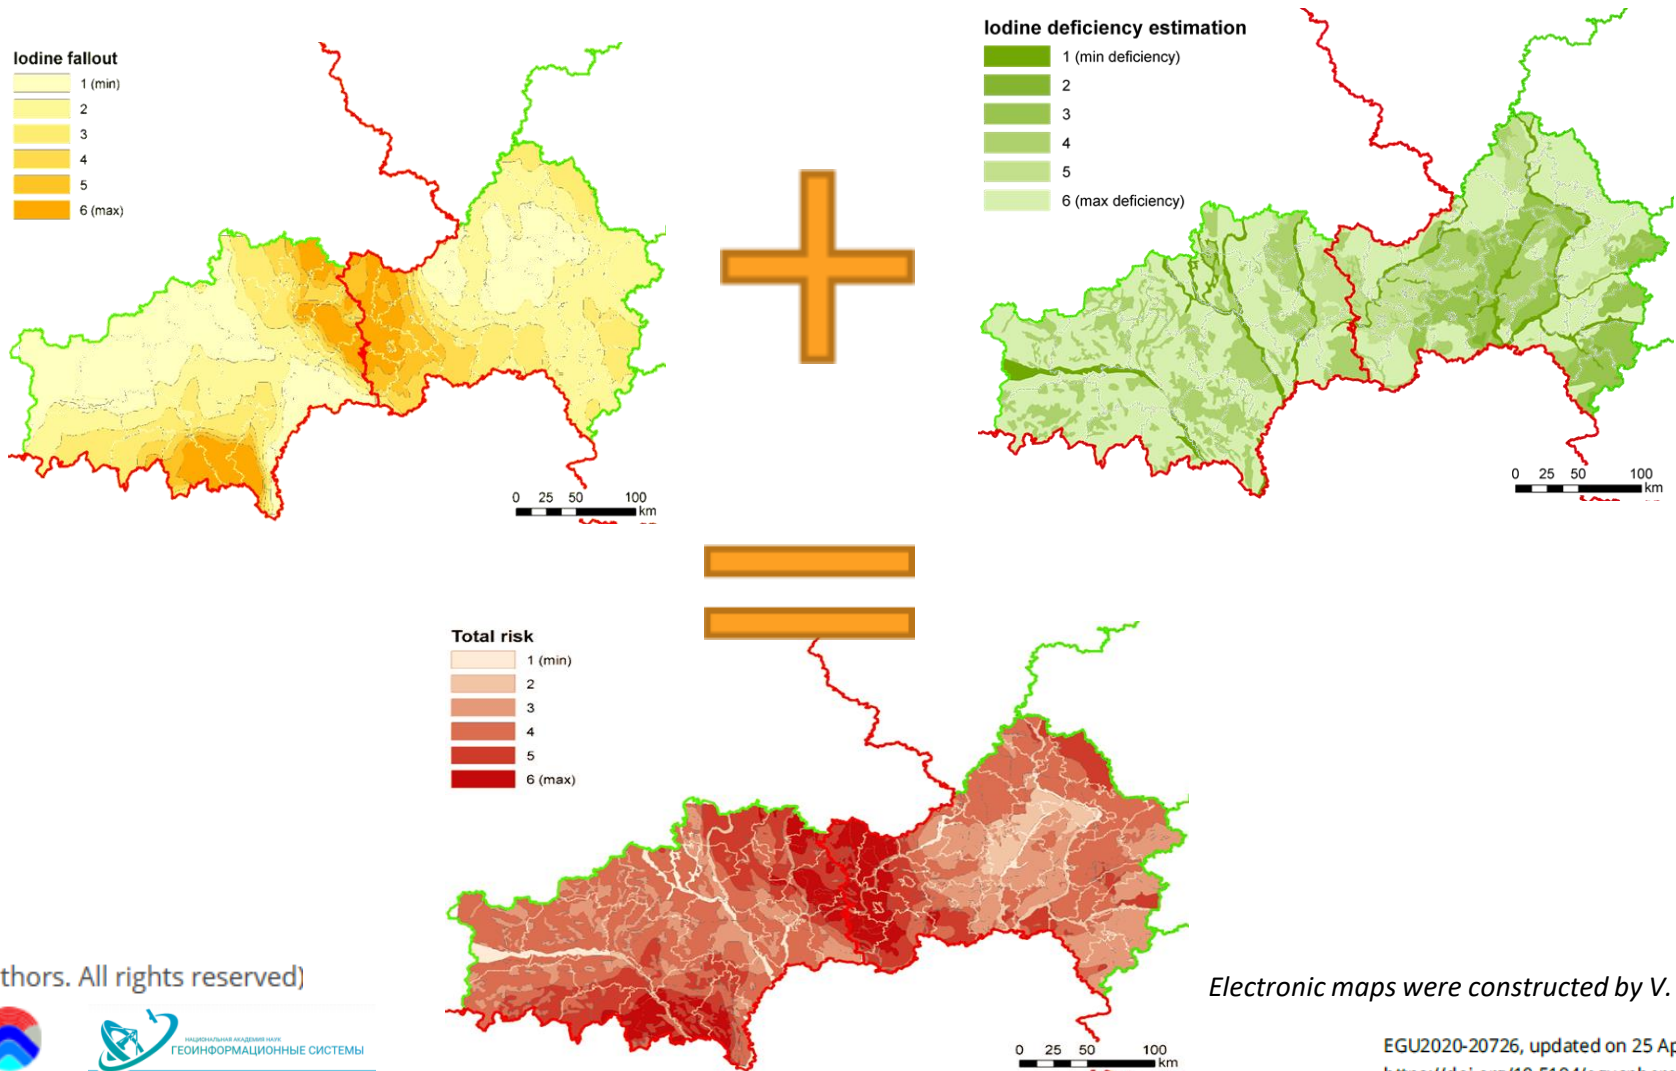 Iodine fallout
1 (min)
2
3
4
5
6 (max)
0 25 50 100
km
Iodine deficiency estimation
1 (min deficiency)
2
3
4
5
6 (max deficiency)
0 25 50 100
km
Total risk
1 (min)
2
3
4
5
6 (max)
0 25 50 100
km
thors. All rights reserved)
НАЦИОНАЛЬНАЯ АКАДЕМИЯ НАУК
ГЕОИНФОРМАЦИОННЫЕ СИСТЕМЫ
Electronic maps were constructed by V.
EGU2020-20726, updated on 25 Ap